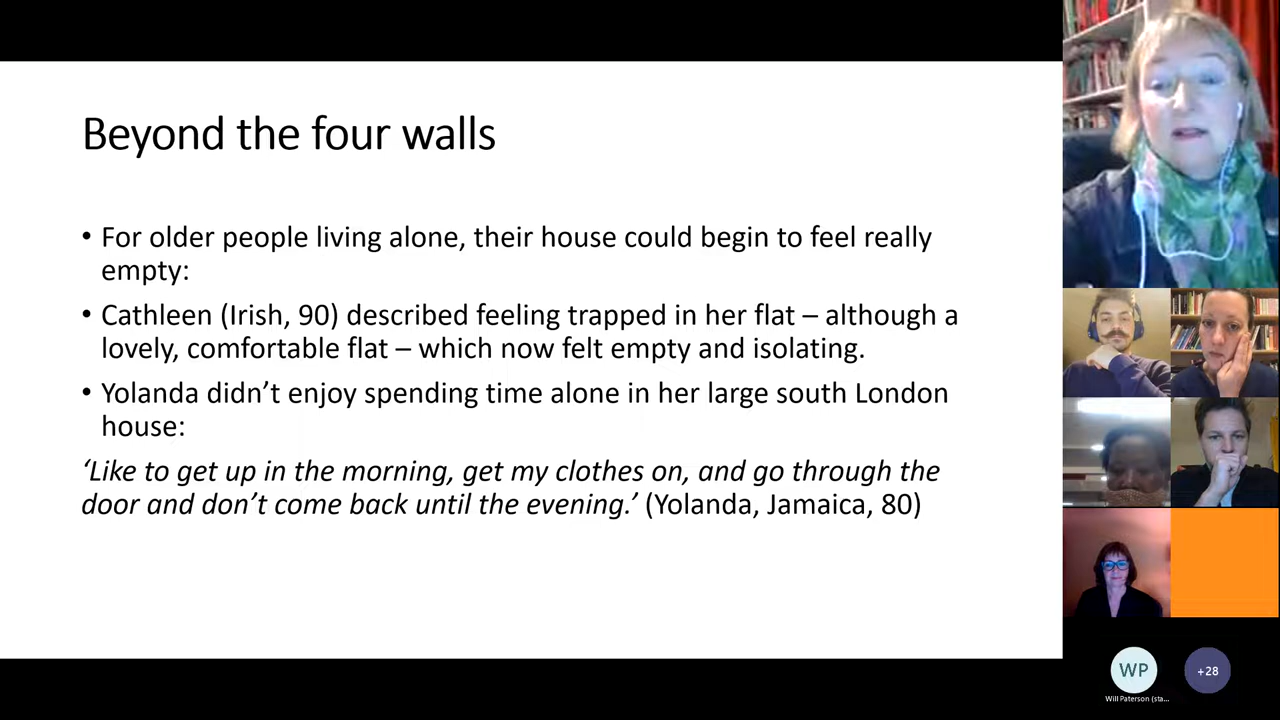 Beyond the four walls
• For older people living alone, their house could begin to feel really
empty:
• Cathleen (Irish, 90) described feeling trapped in her flat – although a
lovely, comfortable flat – which now felt empty and isolating.
• Yolanda didn’t enjoy spending time alone in her large south London
house:
‘Like to get up in the morning, get my clothes on, and go through the
door and don’t come back until the evening.’ (Yolanda, Jamaica, 80)
WP
+28
Will Paterson (sta...